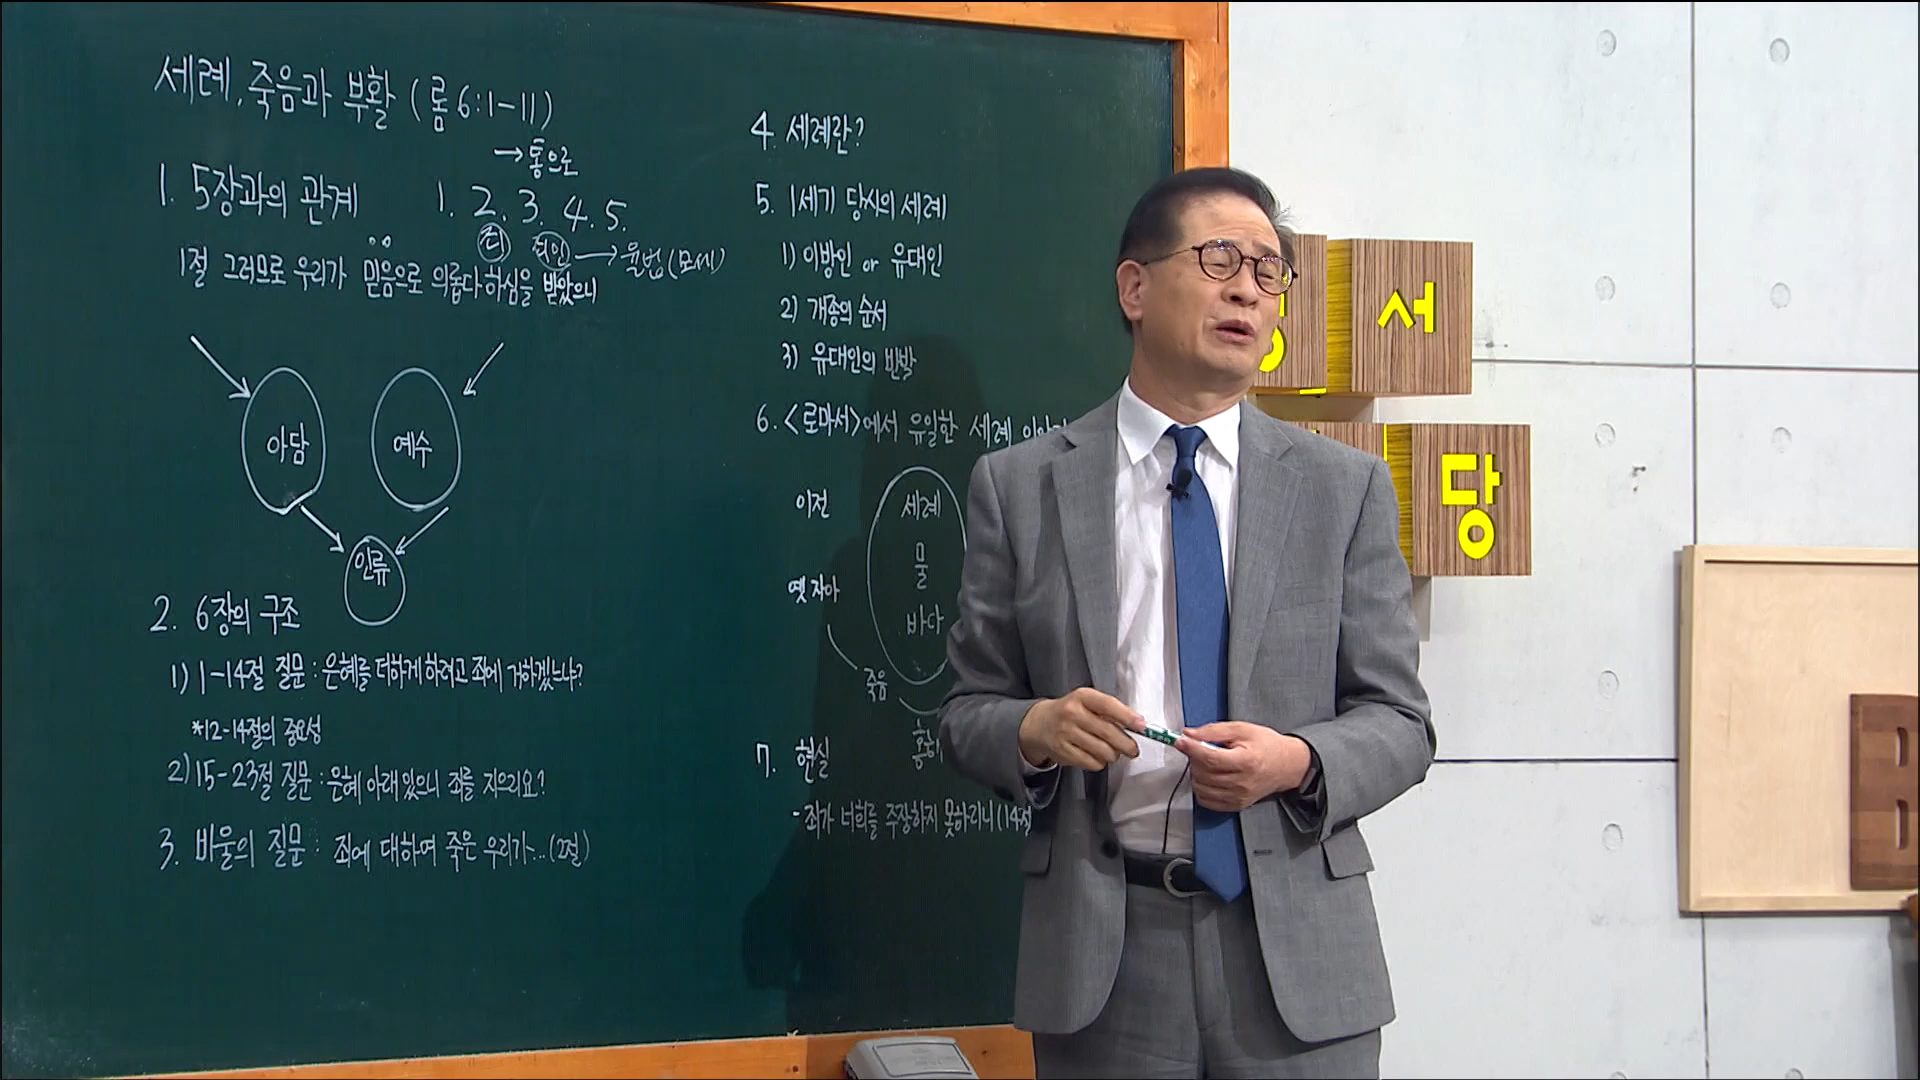 세례, 죽음과 부활 (롬 6:1-11)
→ 통으로
1. 5장과의 관계 1. 2. 3. 4. 5.
죄 죄인 → 율법(모세)
1절 그러므로 우리가 믿음으로 의롭다 하심을 받았으니
아담 예수
인류
2. 6장의 구조
1) 1-14절 질문 : 은혜를 더하게 하려고 죄에 거하겠느냐?
*12-14절의 중요성
2) 15-23절 질문 : 은혜 아래 있으니 죄를 지으리요?
3. 바울의 질문 : 죄에 대하여 죽은 우리가...(2절)
4. 세례란?
5. 1세기 당시의 세례
1) 이방인 or 유대인
2) 개종의 순서
3) 유대인의 반발
6. <로마서>에서 유일한 세례
이전 세례
물
옛 자아 바다
죽음
7. 현실
- 죄가 너희를 주장하지 못하리니 (14절
서
당